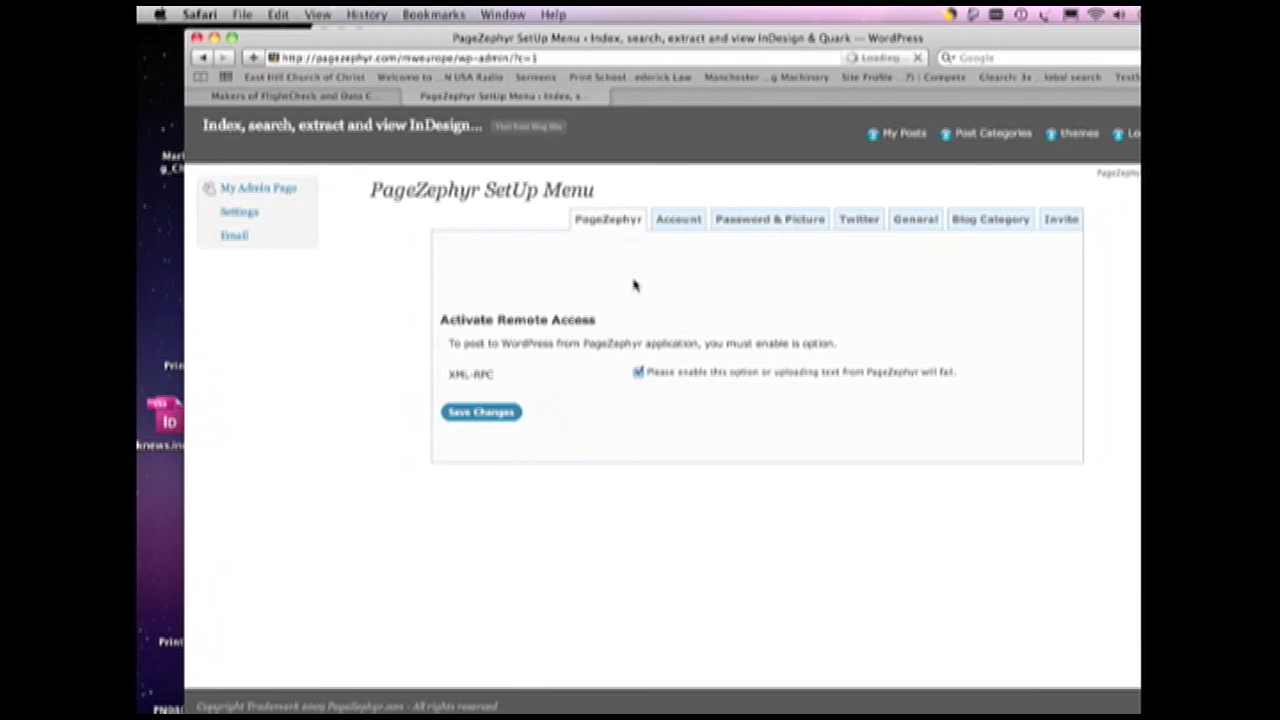 Safari File Edit View History Bookmarks Window Help
PageZephyr SetUp Menu ‹ Index, search, extract and view InDesign & Quark — WordPress
http://pagezephyr.com/mweurope/wp-admin/?c=1 Loading... Google
East Hill Church of Christ Welcome to ...N USA Radio Sermons Print School...ederick Law Manchester...g Machinery Site Profile ...7) | Compete
Makers of FlightCheck and Data C... PageZephyr SetUp Menu ‹ Index, s...
Index, search, extract and view InDesign... Visit Your Blog Site
My Posts Post Categories themes Lo
PageZephy
My Admin Page
Settings
Email
PageZephyr SetUp Menu
PageZephyr Account Password & Picture Twitter General Blog Category Invite
Activate Remote Access
To post to WordPress from PageZephyr application, you must enable is option.
XML-RPC Please enable this option or uploading text from PageZephyr will fail.
Save Changes
Copyright Trademark 2009 PageZephyr.com - All rights reserved
Print